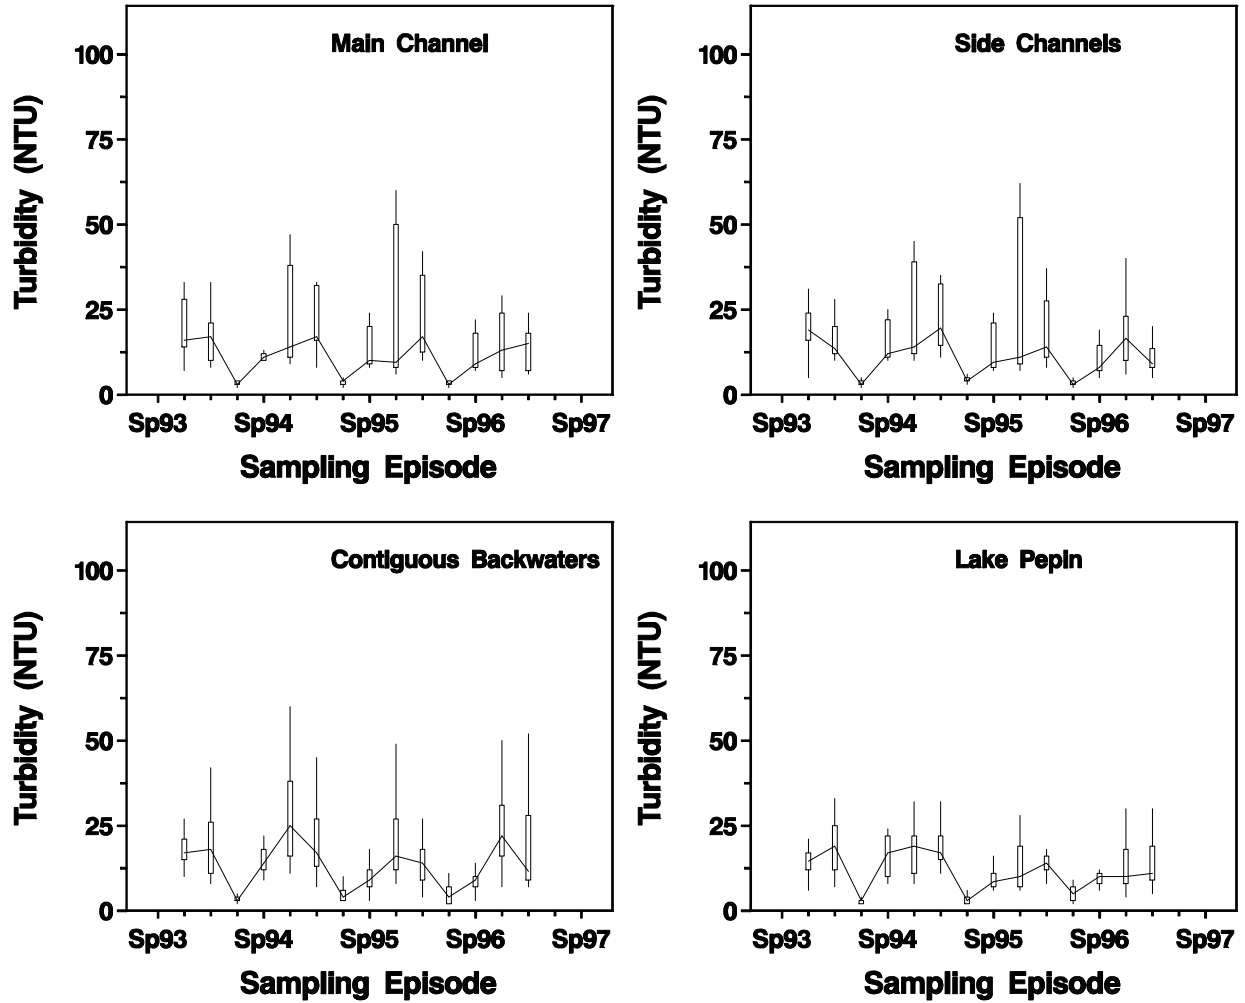 Main Channel
Turbidity (NTU)
100
75
50
25
0
Sp93 Sp94 Sp95 Sp96 Sp97
Sampling Episode
Side Channels
Turbidity (NTU)
100
75
50
25
0
Sp93 Sp94 Sp95 Sp96 Sp97
Sampling Episode
Contiguous Backwaters
Turbidity (NTU)
100
75
50
25
0
Sp93 Sp94 Sp95 Sp96 Sp97
Sampling Episode
Lake Pepin
Turbidity (NTU)
100
75
50
25
0
Sp93 Sp94 Sp95 Sp96 Sp97
Sampling Episode